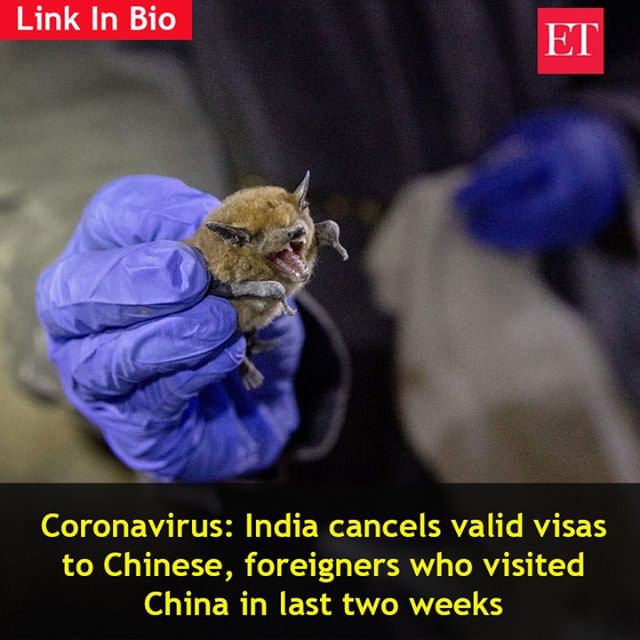 Link In Bio
ET
Coronavirus: India cancels valid visas
to Chinese, foreigners who visited
China in last two weeks